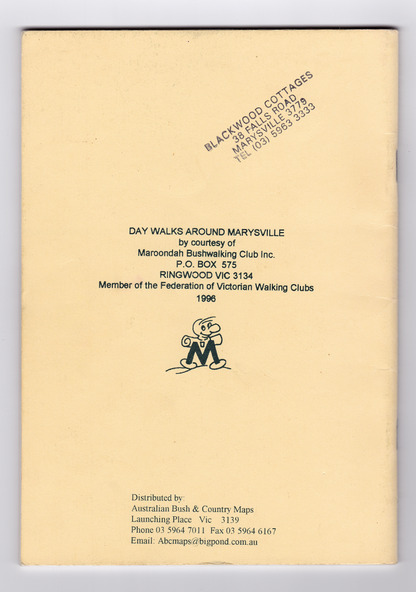 BLACKWOOD COTTAGES
38 FALLS ROAD
MARYSVILLE 3779
TEL (03) 5963 3333
DAY WALKS AROUND MARYSVILLE
by courtesy of
Maroondah Bushwalking Club Inc.
P.O. BOX 575
RINGWOOD VIC 3134
Member of the Federation of Victorian Walking Clubs
1996
M
Distributed by:
Australian Bush & Country Maps
Launching Place Vic 3139
Phone 03 5964 7011 Fax 03 5964 6167
Email: Abcmaps@bigpond.com.au